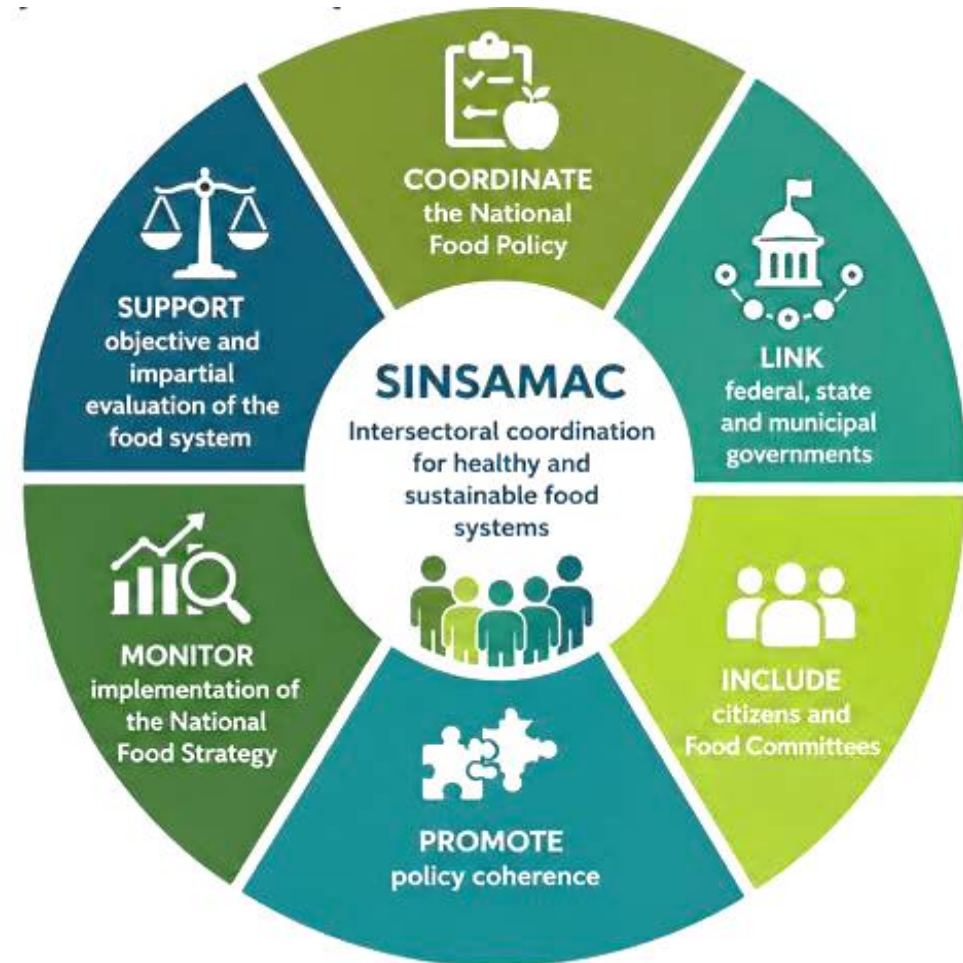 COORDINATE
the National
Food Policy
LINK
federal, state
and municipal
governments
INCLUDE
citizens and
Food Committees
PROMOTE
policy coherence
MONITOR
implementation of
the National
Food Strategy
SUPPORT
objective and
impartial
evaluation of the
food system
SINSAMAC
Intersectoral coordination
for healthy and
sustainable food
systems